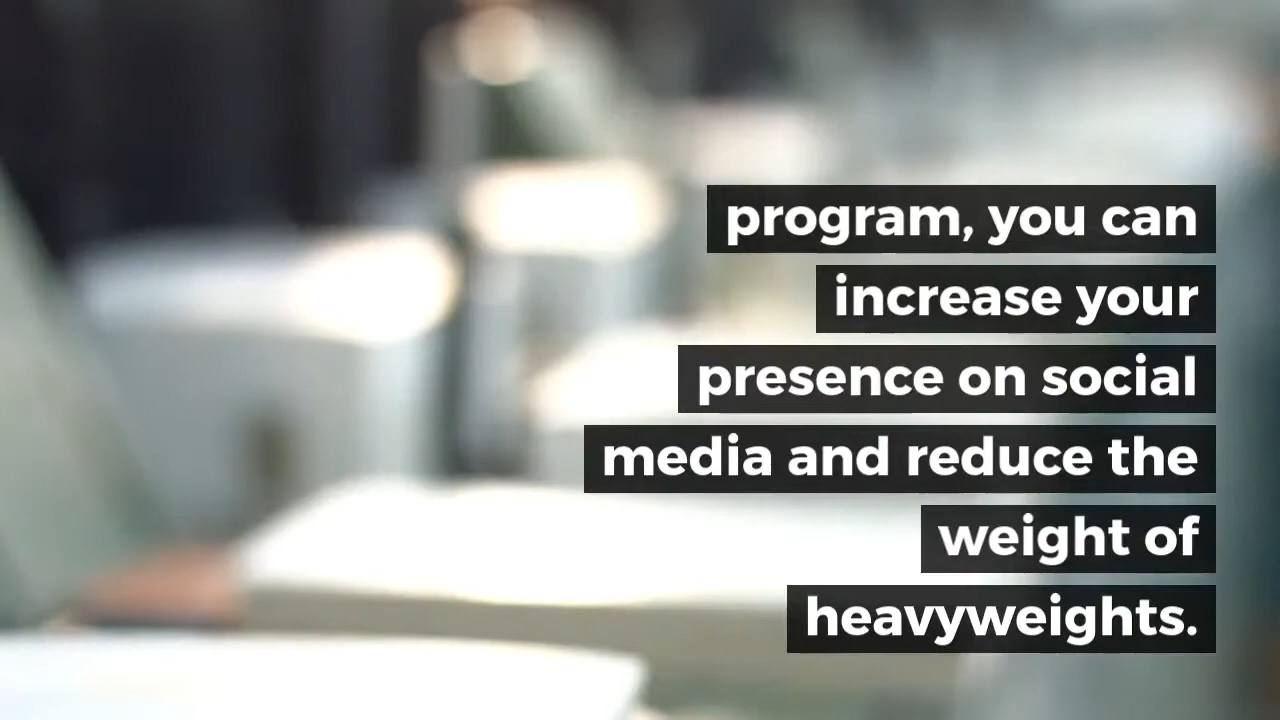 program, you can
increase your
presence on social
media and reduce the
weight of
heavyweights.